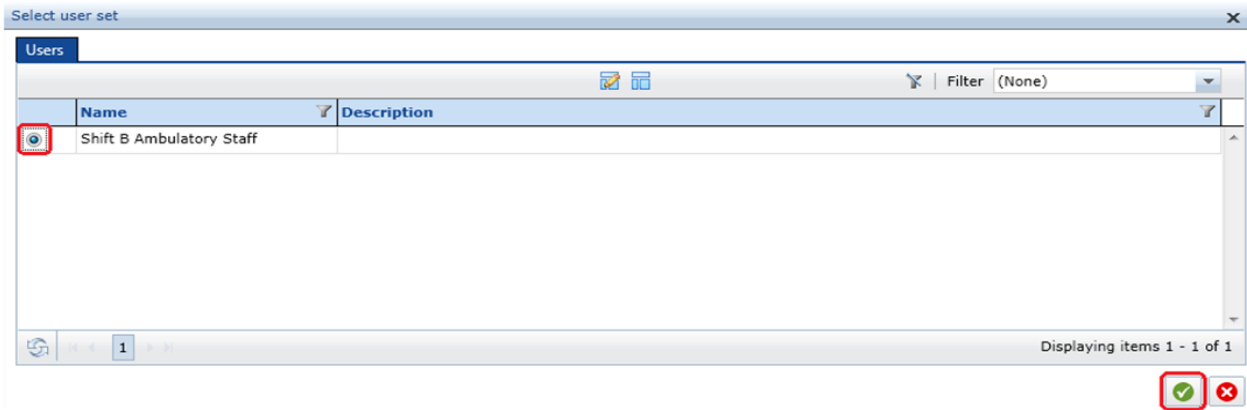 Select user set
Users
Filter (None)
Name Description
Shift B Ambulatory Staff
1 Displaying items 1 - 1 of 1